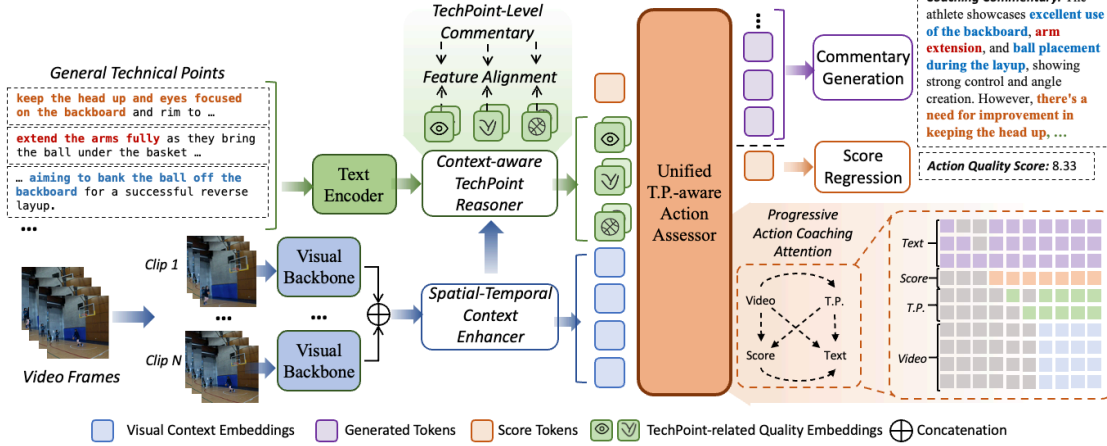 General Technical Points
keep the head up and eyes focused
on the backboard and rim to …
extend the arms fully as they bring
the ball under the basket …
… aiming to bank the ball off the
backboard for a successful reverse
layup.
...
Text
Encoder
TechPoint-Level
Commentary
Feature Alignment
Context-aware
TechPoint
Reasoner
Video Frames
Clip 1
...
Clip N
Visual
Backbone
...
Visual
Backbone
Spatial-Temporal
Context
Enhancer
Unified
T.P.-aware
Action
Assessor
Commentary
Generation
Score
Regression
Coaching Commentary: The
athlete showcases excellent use
of the backboard, arm
extension, and ball placement
during the layup, showing
strong control and angle
creation. However, there's a
need for improvement in
keeping the head up, …
Action Quality Score: 8.33
Progressive
Action Coaching
Attention
Video T.P.
Score Text
Text
Score
T.P.
Video
Visual Context Embeddings
Generated Tokens
Score Tokens
TechPoint-related Quality Embeddings
Concatenation